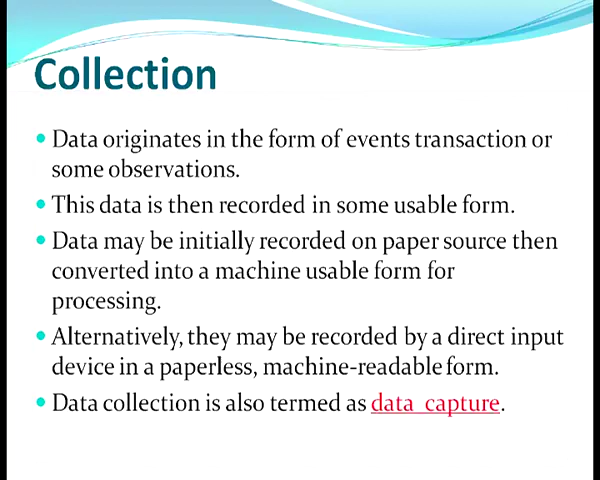 Collection
• Data originates in the form of events transaction or
some observations.
• This data is then recorded in some usable form.
• Data may be initially recorded on paper source then
converted into a machine usable form for
processing.
• Alternatively, they may be recorded by a direct input
device in a paperless, machine-readable form.
• Data collection is also termed as data capture.